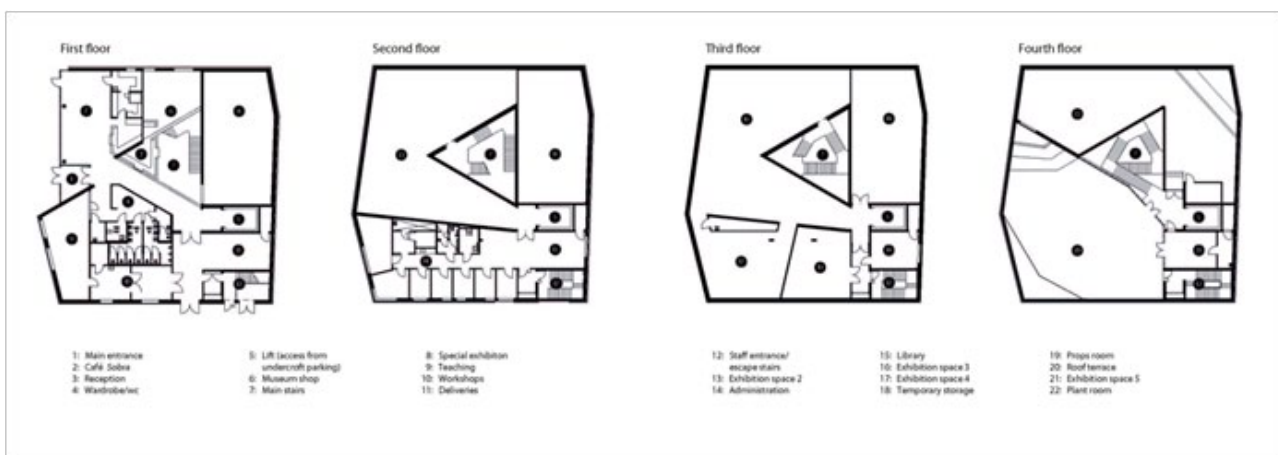 First floor
Second floor
Third floor
Fourth floor
1: Main entrance
2: Café Sobra
3: Reception
4: Wardrobe/wc
5: Lift (access from
undercroft parking)
6: Museum shop
7: Main stairs
8: Special exhibiton
9: Teaching
10: Workshops
11: Deliveries
12: Staff entrance/
escape stairs
13: Exhibition space 2
14: Administration
15: Library
16: Exhibition space 3
17: Exhibition space 4
18: Temporary storage
19: Props room
20: Roof terrace
21: Exhibition space 5
22: Plant room